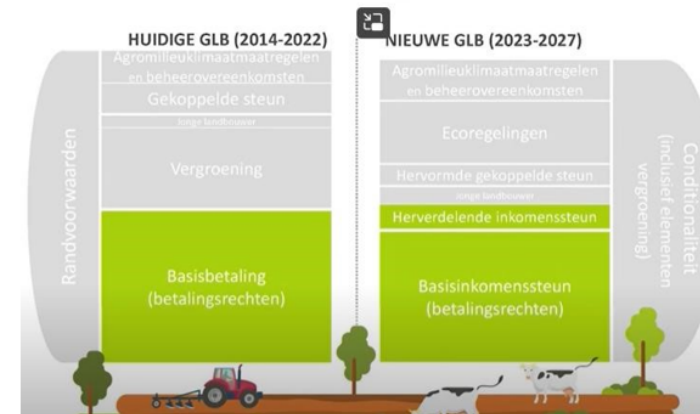 HUIDIGE GLB (2014-2022)
Agromilieuklimaatmaatregelen
en beheerovereenkomsten
Gekoppelde steun
Jonge landbouwer
Vergroening
Randvoorwaarden
Basisbetaling
(betalingsrechten)
NIEUWE GLB (2023-2027)
Agromilieuklimaatmaatregelen
en beheerovereenkomsten
Ecoregelingen
Hervormde gekoppelde steun
Jonge landbouwer
Herverdelende inkomenssteun
Basisinkomenssteun
(betalingsrechten)
Conditionaliteit
(inclusief elementen
vergroening)